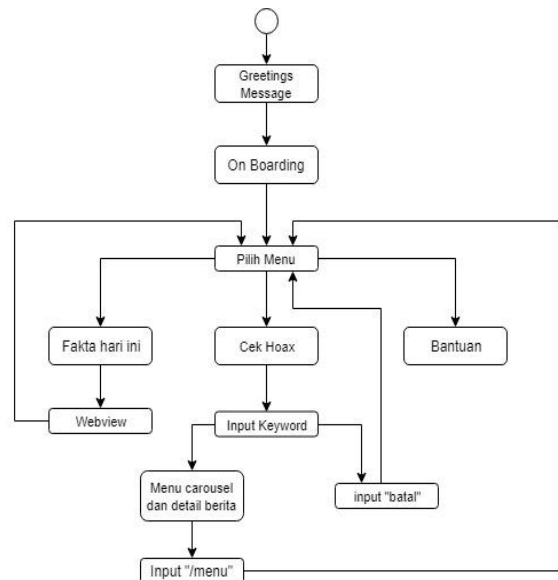 Greetings
Message
On Boarding
Pilih Menu
Fakta hari ini
Cek Hoax
Bantuan
Webview
Input Keyword
Menu carousel
dan detail berita
input "batal"
Input "/menu"